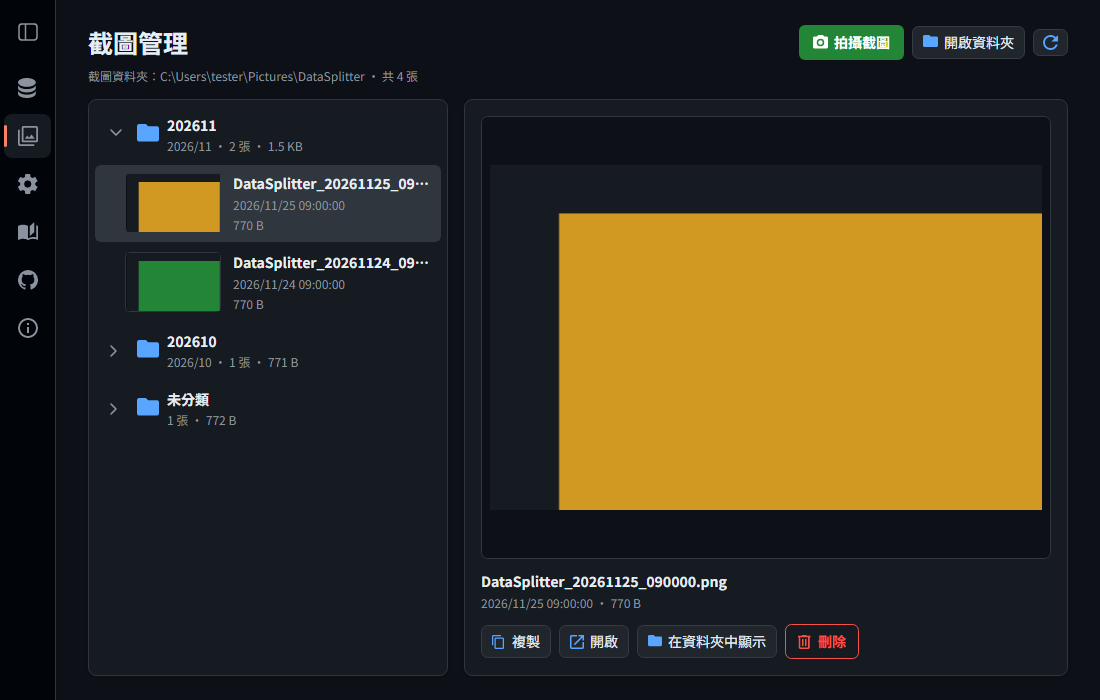 截圖管理
拍攝截圖
開啟資料夾
截圖資料夾：C:\Users\tester\Pictures\DataSplitter • 共 4 張
202611
2026/11 • 2 張 • 1.5 KB
DataSplitter_20261125_09…
2026/11/25 09:00:00
770 B
DataSplitter_20261124_09…
2026/11/24 09:00:00
770 B
202610
2026/10 • 1 張 • 771 B
未分類
1 張 • 772 B
DataSplitter_20261125_090000.png
2026/11/25 09:00:00 • 770 B
複製
開啟
在資料夾中顯示
刪除